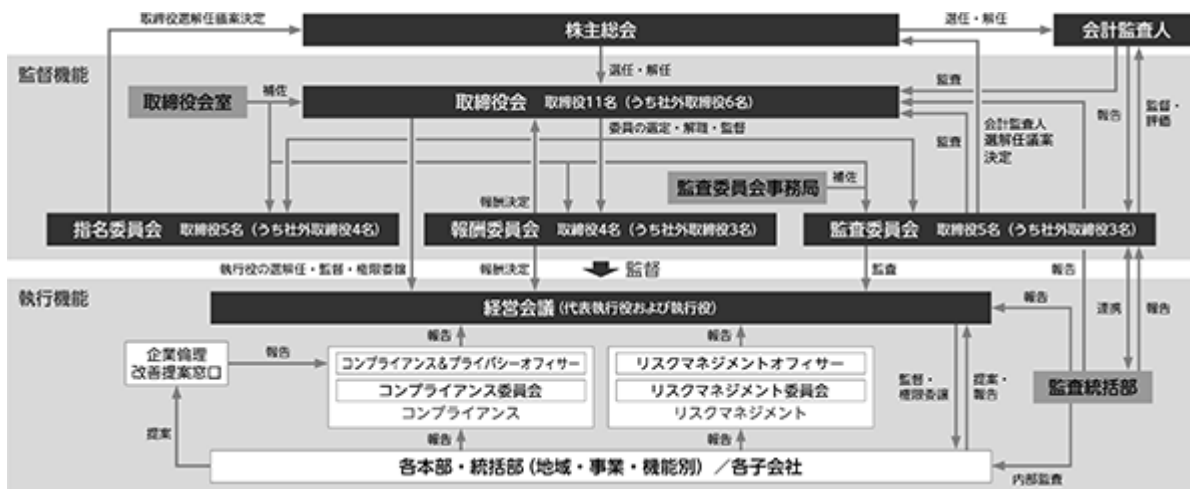 取締役選解任議案決定
株主総会
選任・解任
会計監査人
監督機能
選任・解任
監査
取締役会室
補佐
取締役会 取締役11名（うち社外取締役6名）
報告
監督・
評価
委員の選定・解職・監督
監査
会計監査人
選解任議案
決定
監査委員会事務局
補佐
報酬決定
指名委員会 取締役5名（うち社外取締役4名）
報酬委員会 取締役4名（うち社外取締役3名）
監査委員会 取締役5名（うち社外取締役3名）
執行役の選解任・監督・権限委譲
報酬決定
監督
監査
報告
執行機能
経営会議（代表執行役および執行役）
報告
連携
報告
企業倫理
改善提案窓口
報告
報告
報告
コンプライアンス&プライバシーオフィサー
コンプライアンス委員会
コンプライアンス
リスクマネジメントオフィサー
リスクマネジメント委員会
リスクマネジメント
監督・
権限委譲
提案・
報告
監査統括部
提案
報告
報告
各本部・統括部（地域・事業・機能別）／各子会社
内部監査